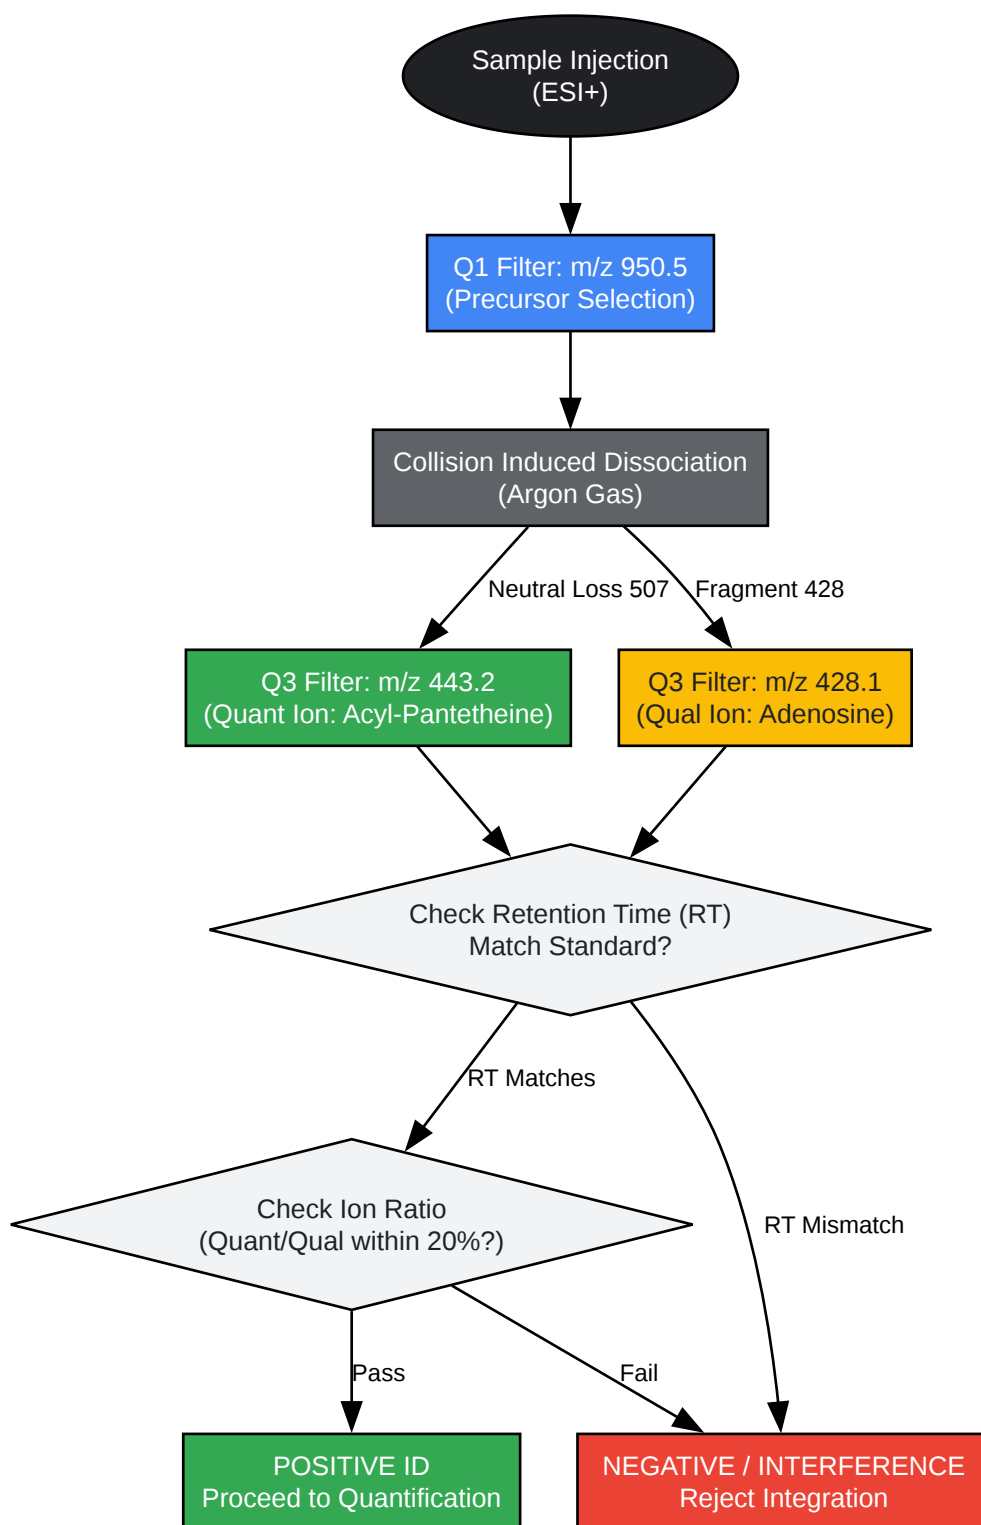 Sample Injection
(ESI+)
Q1 Filter: m/z 950.5
(Precursor Selection)
Collision Induced Dissociation
(Argon Gas)
Neutral Loss 507
Fragment 428
Q3 Filter: m/z 443.2
(Quant Ion: Acyl-Pantetheine)
Q3 Filter: m/z 428.1
(Qual Ion: Adenosine)
Check Retention Time (RT)
Match Standard?
RT Matches
Check Ion Ratio
(Quant/Qual within 20%?)
RT Mismatch
Pass
Fail
POSITIVE ID
Proceed to Quantification
NEGATIVE / INTERFERENCE
Reject Integration